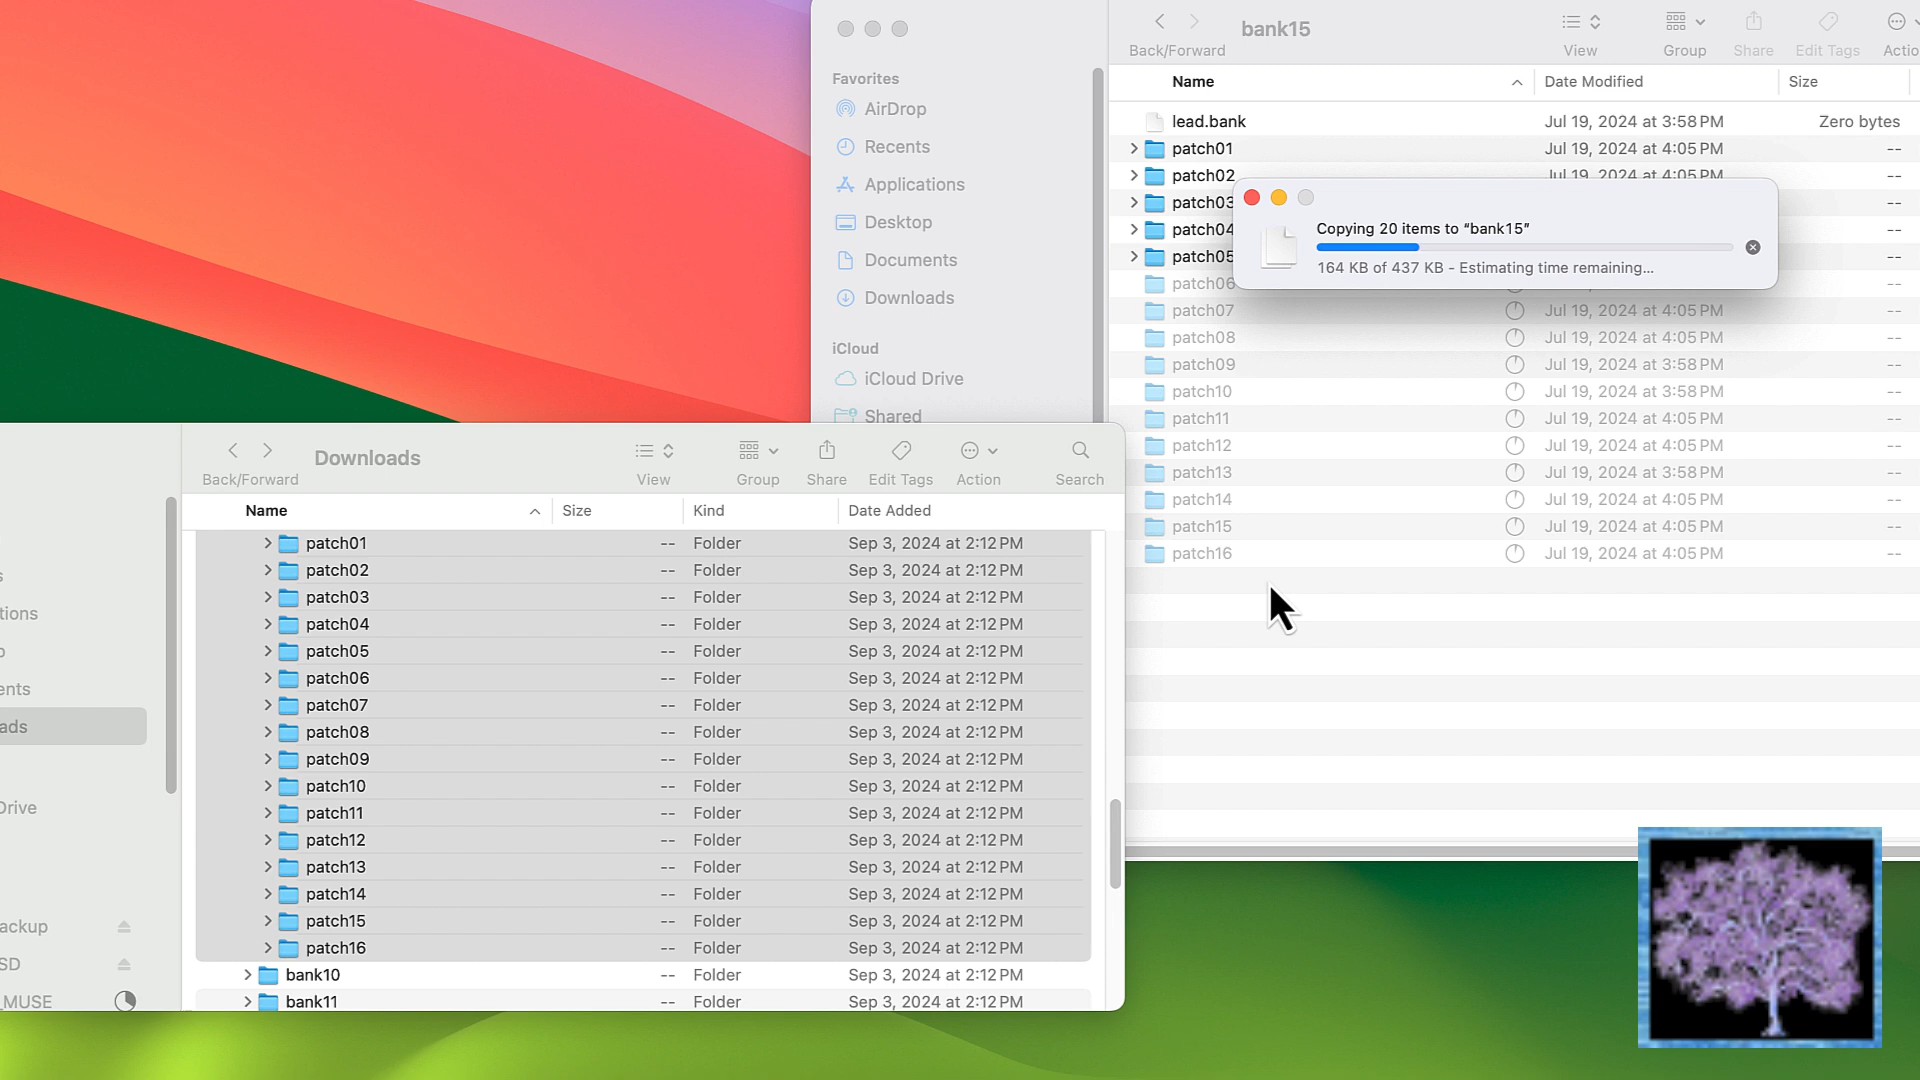 Back/Forward
bank15
View
Group
Share
Edit Tags
Actio
Favorites
AirDrop
Recents
Applications
Desktop
Documents
Downloads
iCloud
iCloud Drive
Shared
Name Date Modified Size
lead.bank Jul 19, 2024 at 3:58 PM Zero bytes
patch01 Jul 19, 2024 at 4:05 PM --
patch02 Jul 19, 2024 at 4:05 PM --
patch03
patch04
patch05
patch06
Copying 20 items to “bank15”
164 KB of 437 KB - Estimating time remaining...
patch07 Jul 19, 2024 at 4:05 PM --
patch08 Jul 19, 2024 at 4:05 PM --
patch09 Jul 19, 2024 at 3:58 PM --
patch10 Jul 19, 2024 at 3:58 PM --
patch11 Jul 19, 2024 at 4:05 PM --
patch12 Jul 19, 2024 at 4:05 PM --
patch13 Jul 19, 2024 at 3:58 PM --
patch14 Jul 19, 2024 at 4:05 PM --
patch15 Jul 19, 2024 at 4:05 PM --
patch16 Jul 19, 2024 at 4:05 PM --
Back/Forward
Downloads
View
Group
Share
Edit Tags
Action
Search
s
tions
p
ents
ads
Drive
ackup
SD
_MUSE
Name Size Kind Date Added
patch01 -- Folder Sep 3, 2024 at 2:12 PM
patch02 -- Folder Sep 3, 2024 at 2:12 PM
patch03 -- Folder Sep 3, 2024 at 2:12 PM
patch04 -- Folder Sep 3, 2024 at 2:12 PM
patch05 -- Folder Sep 3, 2024 at 2:12 PM
patch06 -- Folder Sep 3, 2024 at 2:12 PM
patch07 -- Folder Sep 3, 2024 at 2:12 PM
patch08 -- Folder Sep 3, 2024 at 2:12 PM
patch09 -- Folder Sep 3, 2024 at 2:12 PM
patch10 -- Folder Sep 3, 2024 at 2:12 PM
patch11 -- Folder Sep 3, 2024 at 2:12 PM
patch12 -- Folder Sep 3, 2024 at 2:12 PM
patch13 -- Folder Sep 3, 2024 at 2:12 PM
patch14 -- Folder Sep 3, 2024 at 2:12 PM
patch15 -- Folder Sep 3, 2024 at 2:12 PM
patch16 -- Folder Sep 3, 2024 at 2:12 PM
bank10 -- Folder Sep 3, 2024 at 2:12 PM
bank11 -- Folder Sep 3, 2024 at 2:12 PM